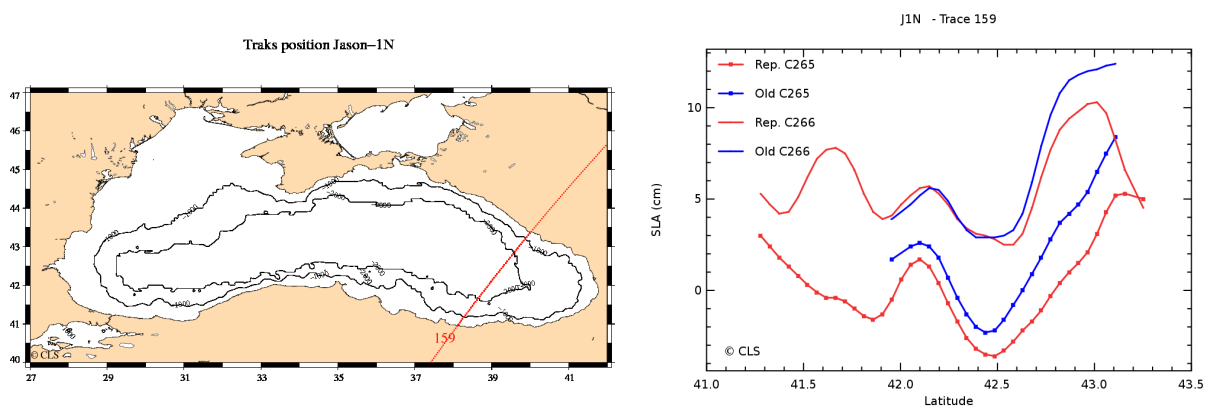 Traks position Jason−1N
47
46
45
44
43
42
41
40
159
© CLS
27
29
31
33
35
37
39
41
J1N - Trace 159
Rep. C265
Old C265
Rep. C266
Old C266
10
5
0
SLA (cm)
© CLS
41.0
41.5
42.0
42.5
43.0
43.5
Latitude